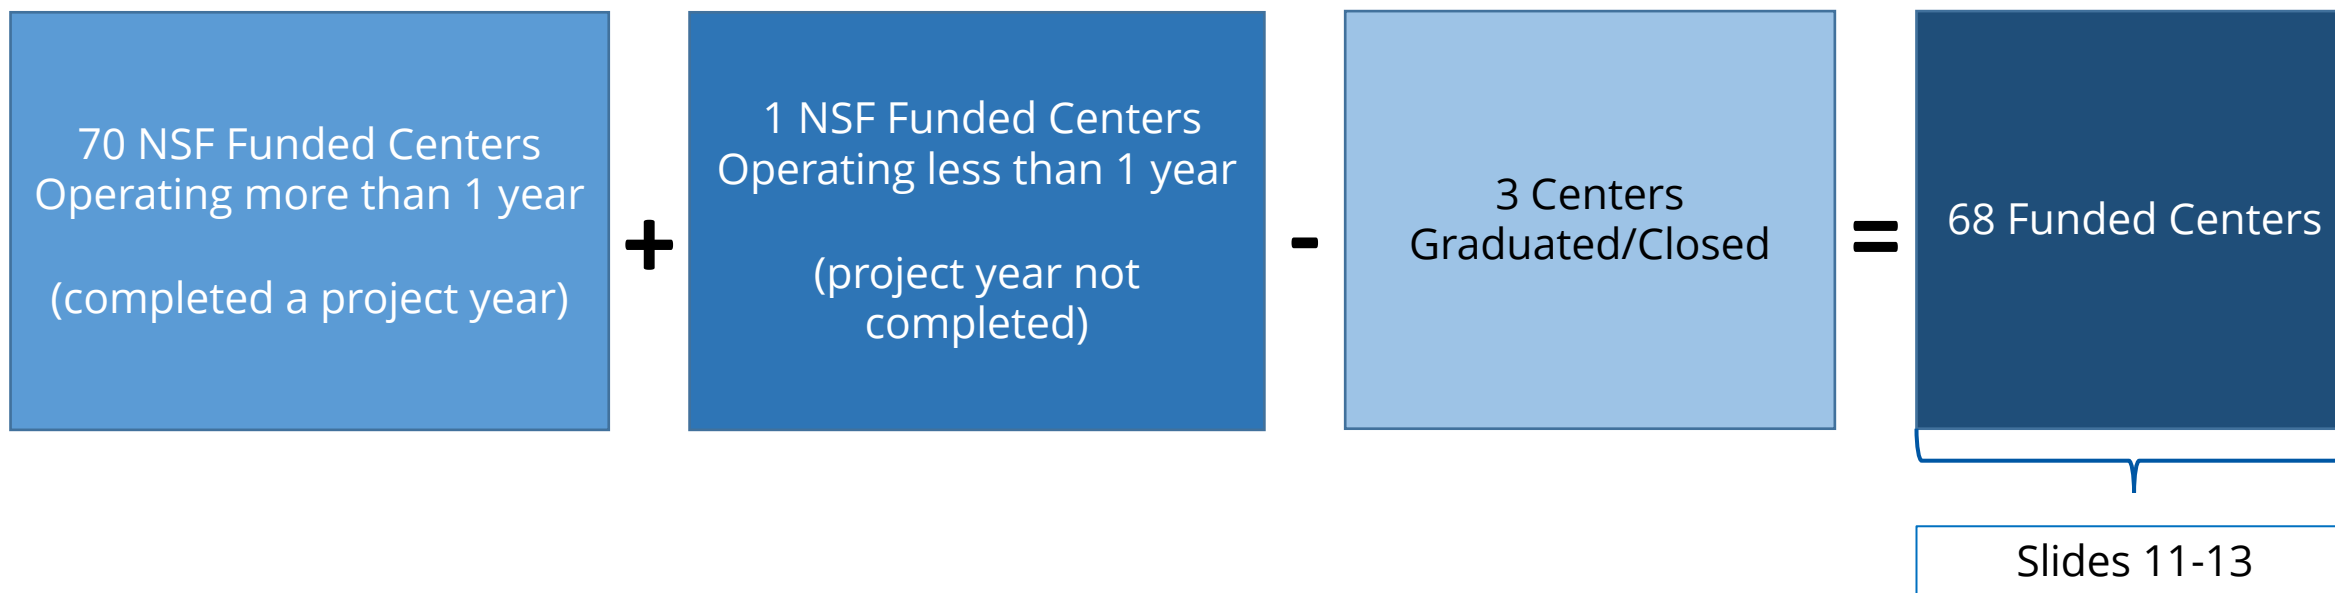 70 NSF Funded Centers
Operating more than 1 year
(completed a project year)
+
1 NSF Funded Centers
Operating less than 1 year
(project year not
completed)
-
3 Centers
Graduated/Closed
=
68 Funded Centers
Slides 11-13